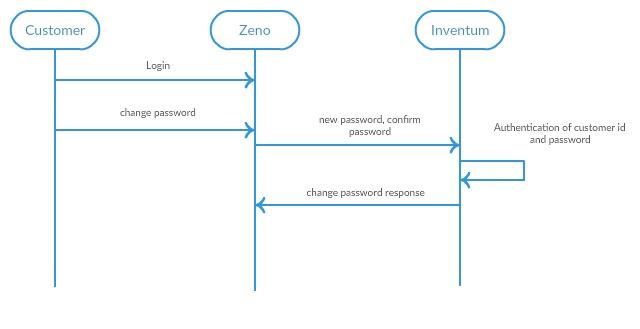 Customer
Zeno
Inventum
Login
change password
new password, confirm
password
Authentication of customer id
and password
change password response